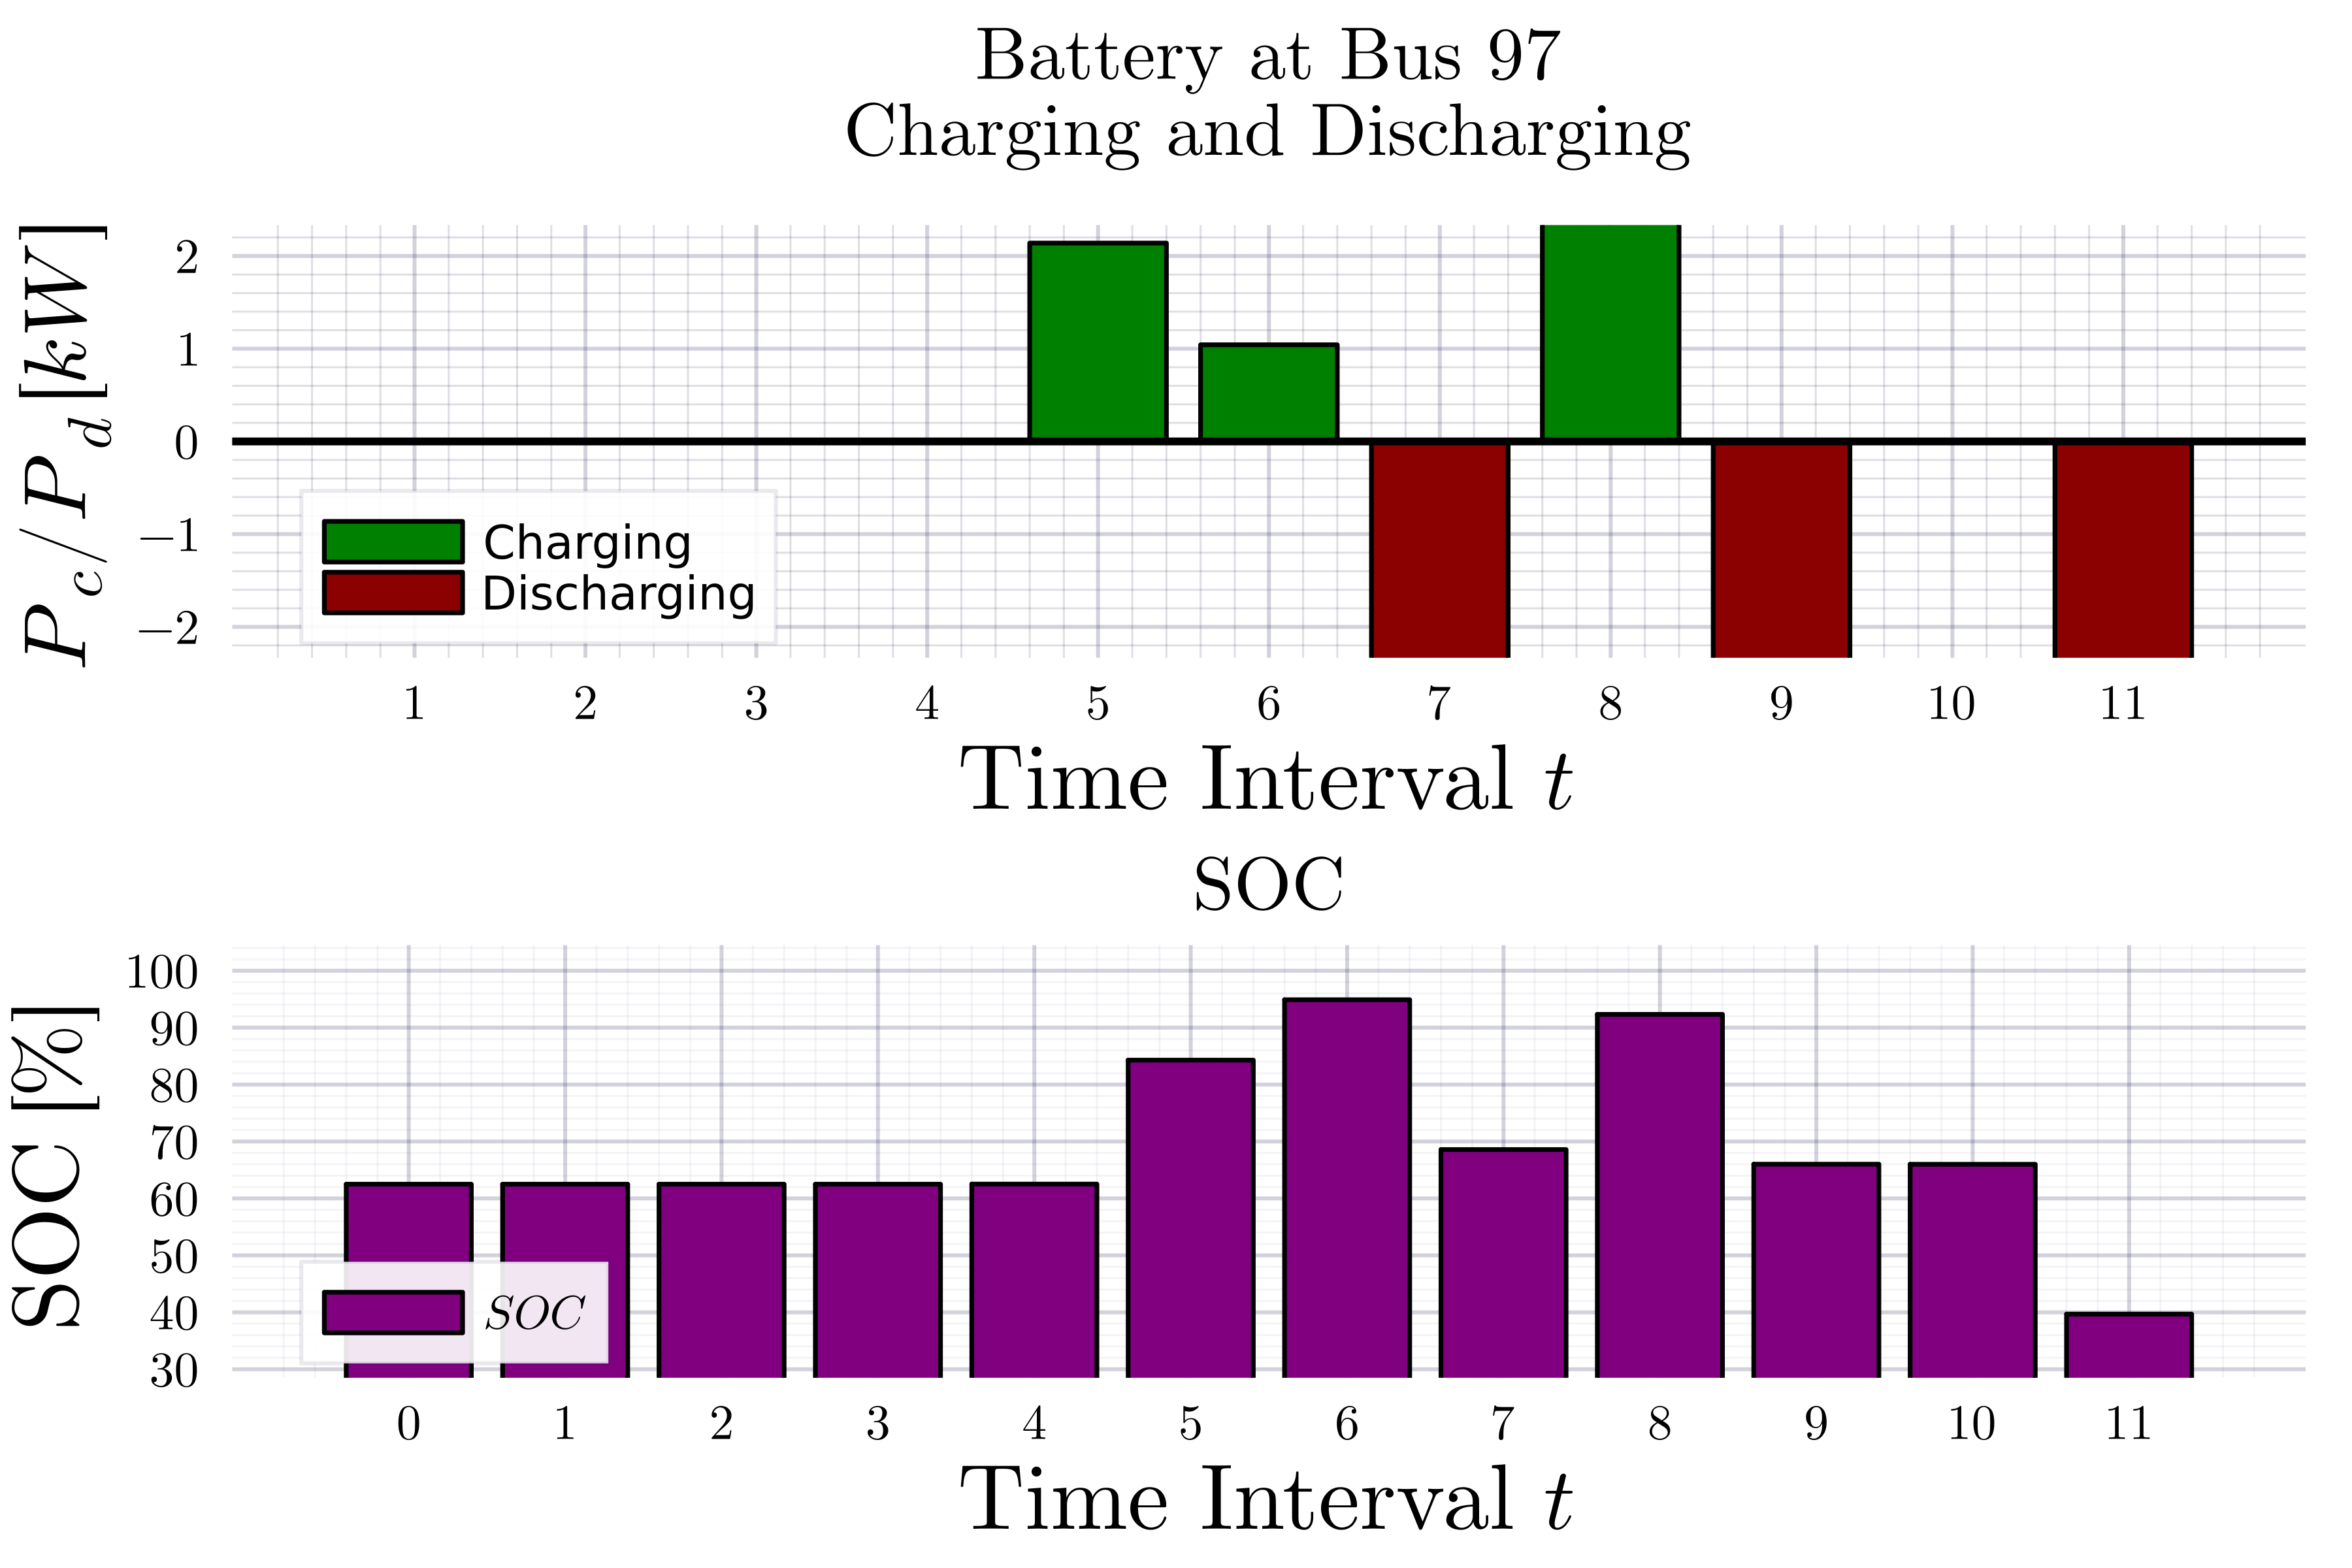 Battery at Bus 97
Charging and Discharging
P_c/P_d [kW]
2
1
0
−1
−2
Charging
Discharging
1 2 3 4 5 6 7 8 9 10 11
Time Interval t
SOC
SOC [%]
100
90
80
70
60
50
40
30
SOC
0 1 2 3 4 5 6 7 8 9 10 11
Time Interval t